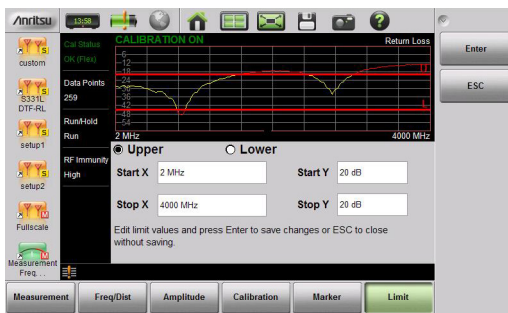 Anritsu
13:58
custom
S331L
DTF-RL
setup1
setup2
Fullscale
Measurement
Freq. . .
Cal Status
OK (Flex)
Data Points
259
Run/Hold
Run
RF Immunity
High
CALIBRATION ON
Return Loss
6
12
18
24
36
42
48
54
U
L
2 MHz
4000 MHz
Upper
Lower
Start X
2 MHz
Start Y
20 dB
Stop X
4000 MHz
Stop Y
20 dB
Edit limit values and press Enter to save changes or ESC to close
without saving.
Enter
ESC
Measurement
Freq/Dist
Amplitude
Calibration
Marker
Limit